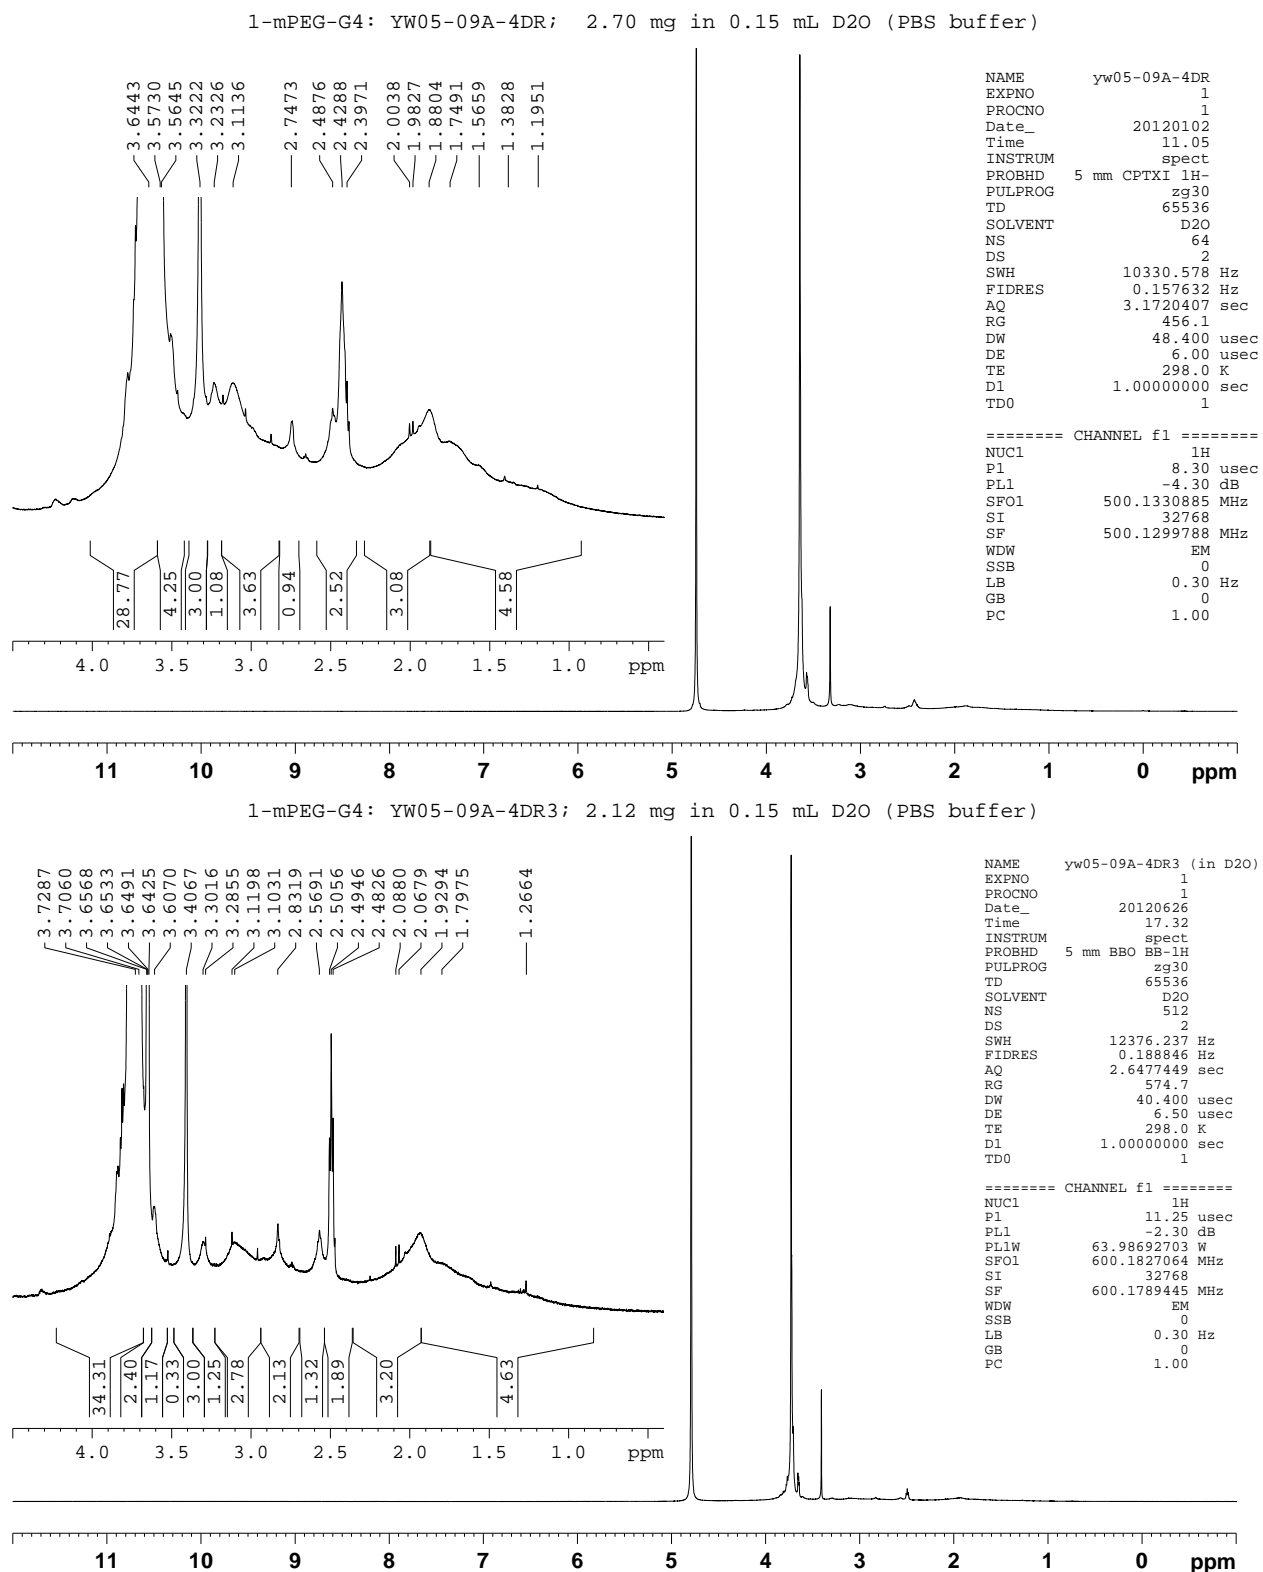 1-mPEG-G4: YW05-09A-4DR;  2.70 mg in 0.15 mL D2O (PBS buffer)
3.6443
3.5730
3.5645
3.3222
3.2326
3.1136
2.7473
2.4876
2.4288
2.3971
2.0038
1.9827
1.8804
1.7491
1.5659
1.3828
1.1951
NAME yw05-09A-4DR
EXPNO 1
PROCNO 1
Date_ 20120102
Time 11.05
INSTRUM spect
PROBHD 5 mm CPTXI 1H-
PULPROG zg30
TD 65536
SOLVENT D2O
NS 64
DS 2
SWH 10330.578 Hz
FIDRES 0.157632 Hz
AQ 3.1720407 sec
RG 456.1
DW 48.400 usec
DE 6.00 usec
TE 298.0 K
D1 1.00000000 sec
TD0 1
======== CHANNEL f1 ========
NUC1 1H
P1 8.30 usec
PL1 -4.30 dB
SFO1 500.1330885 MHz
SI 32768
SF 500.1299788 MHz
WDW EM
SSB 0
LB 0.30 Hz
GB 0
PC 1.00
28.77
4.25
3.00
1.08
3.63
0.94
2.52
3.08
4.58
4.0 3.5 3.0 2.5 2.0 1.5 1.0 ppm
11 10 9 8 7 6 5 4 3 2 1 0 ppm
1-mPEG-G4: YW05-09A-4DR3; 2.12 mg in 0.15 mL D2O (PBS buffer)
3.7287
3.7060
3.6568
3.6533
3.6491
3.6425
3.6070
3.4067
3.3016
3.2855
3.1198
3.1031
2.8319
2.5691
2.5056
2.4946
2.4826
2.0880
2.0679
1.9294
1.7975
1.2664
NAME yw05-09A-4DR3 (in D2O)
EXPNO 1
PROCNO 1
Date_ 20120626
Time 17.32
INSTRUM spect
PROBHD 5 mm BBO BB-1H
PULPROG zg30
TD 65536
SOLVENT D2O
NS 512
DS 2
SWH 12376.237 Hz
FIDRES 0.188846 Hz
AQ 2.6477449 sec
RG 574.7
DW 40.400 usec
DE 6.50 usec
TE 298.0 K
D1 1.00000000 sec
TD0 1
======== CHANNEL f1 ========
NUC1 1H
P1 11.25 usec
PL1 -2.30 dB
PL1W 63.98692703 W
SFO1 600.1827064 MHz
SI 32768
SF 600.1789445 MHz
WDW EM
SSB 0
LB 0.30 Hz
GB 0
PC 1.00
34.31
2.40
1.17
0.33
3.00
1.25
2.78
2.13
1.32
1.89
3.20
4.63
4.0 3.5 3.0 2.5 2.0 1.5 1.0 ppm
11 10 9 8 7 6 5 4 3 2 1 0 ppm